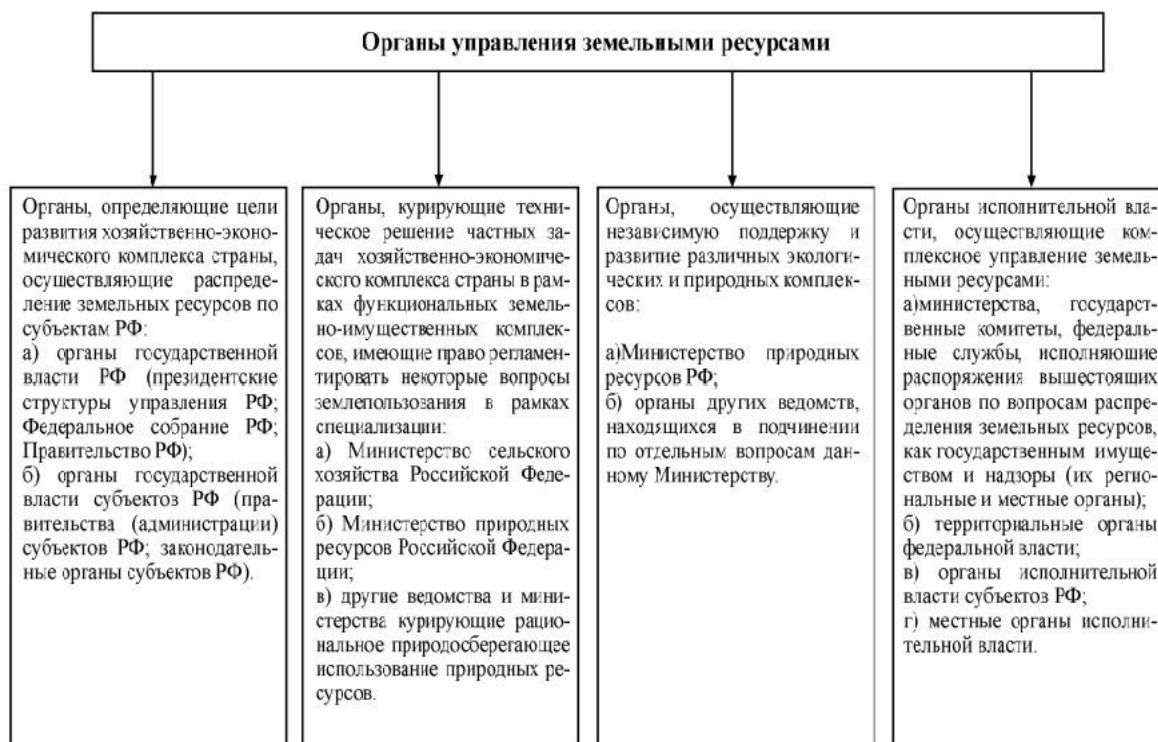 Органы управления земельными ресурсами
Органы, определяющие цели
развития хозяйственно-эконо-
мического комплекса страны,
осуществляющие распреде-
ление земельных ресурсов по
субъектам РФ:
а) органы государственной
власти РФ (президентские
структуры управления РФ;
Федеральное собрание РФ;
Правительство РФ);
б) органы государственной
власти субъектов РФ (пра-
вительства (администрации)
субъектов РФ; законодатель-
ные органы субъектов РФ).
Органы, курирующие техни-
ческое решение частных за-
дач хозяйственно-экономиче-
ского комплекса страны в рам-
ках функциональных земель-
но-имущественных комплек-
сов, имеющие право регламен-
тировать некоторые вопросы
землепользования в рамках
специализации:
а) Министерство сельского
хозяйства Российской Феде-
рации;
б) Министерство природных
ресурсов Российской Федера-
ции;
в) другие ведомства и мини-
стерства курирующие рацио-
нальное природосберегающее
использование природных ре-
сурсов.
Органы, осуществляющие
независимую поддержку и
развитие различных экологи-
ческих и природных комплек-
сов:
а)Министерство природных
ресурсов РФ;
б) органы других ведомств,
находящихся в подчинении
по отдельным вопросам дан-
ному Министерству.
Органы исполнительной вла-
сти, осуществляющие ком-
плексное управление земель-
ными ресурсами:
а)министерства, государст-
венные комитеты, федераль-
ные службы, исполняющие
распоряжения вышестоящих
органов по вопросам распре-
деления земельных ресурсов,
как государственным имуще-
ством и надзоры (их регио-
нальные и местные органы);
б) территориальные органы
федеральной власти;
в) органы исполнительной
власти субъектов РФ;
г) местные органы исполни-
тельной власти.